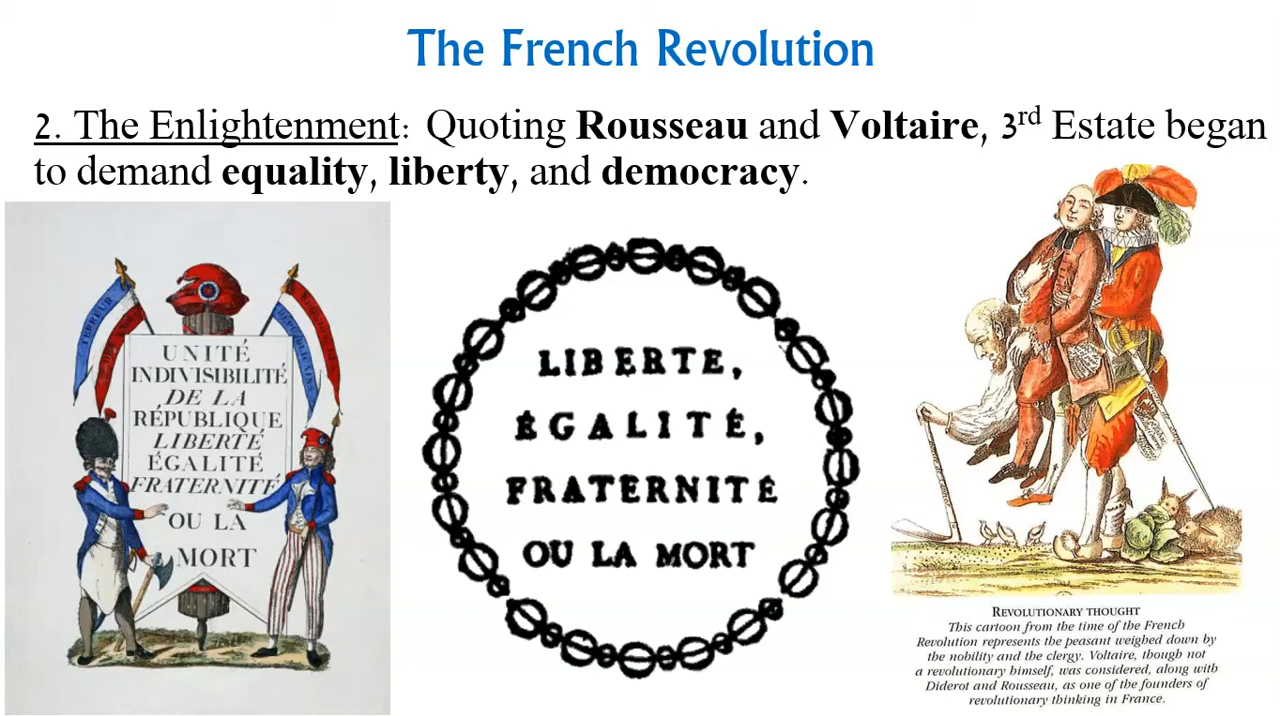 The French Revolution
2. The Enlightenment: Quoting Rousseau and Voltaire, 3rd Estate began
to demand equality, liberty, and democracy.
UNITÉ
INDIVISIBILITÉ
DE LA
RÉPUBLIQUE
LIBERTÉ
ÉGALITÉ
FRATERNITÉ
OU LA
MORT
LIBERTE,
ÉGALITÉ,
FRATERNITÉ
OU LA MORT
REVOLUTIONARY THOUGHT
This cartoon from the time of the French
Revolution represents the peasant weighed down by
the nobility and the clergy. Voltaire, though not
a revolutionary himself, was considered, along with
Diderot and Rousseau, as one of the founders of
revolutionary thinking in France.